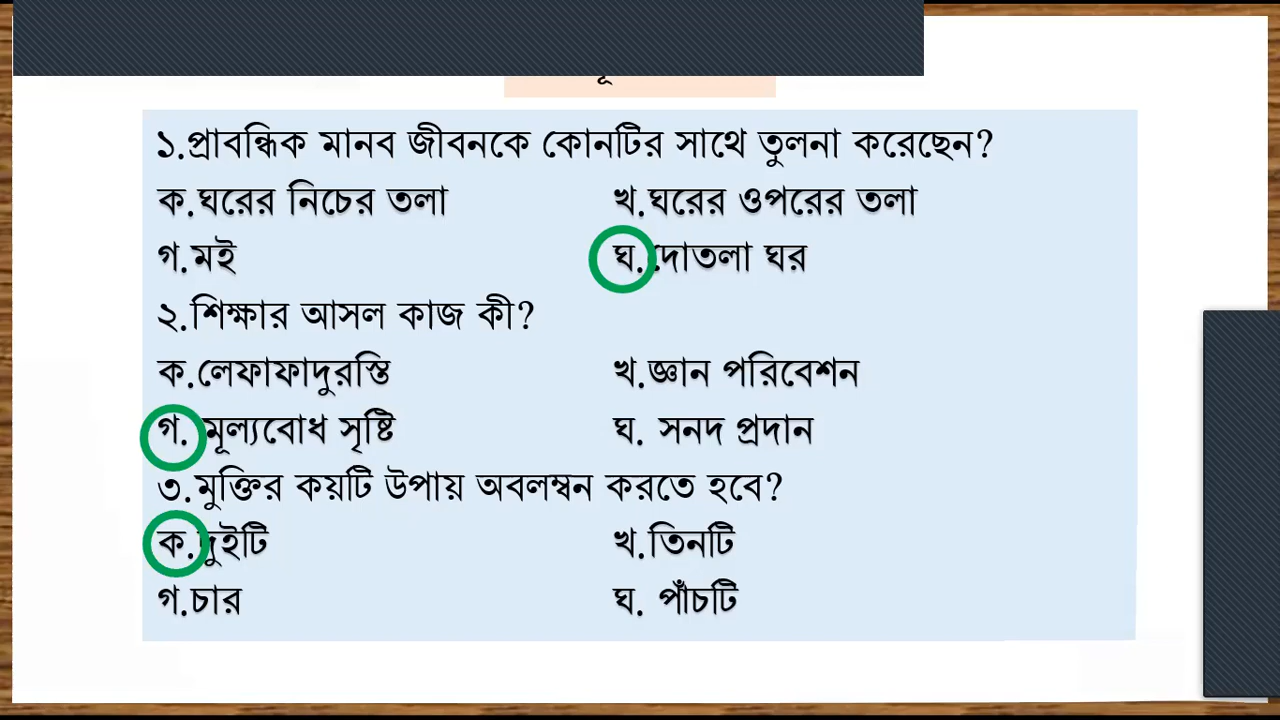 ১.প্রাবন্ধিক মানব জীবনকে কোনটির সাথে তুলনা করেছেন?
ক.ঘরের নিচের তলা খ.ঘরের ওপরের তলা
গ.মই ঘ.দোতলা ঘর
২.শিক্ষার আসল কাজ কী?
ক.লেফাফাদুরস্তি খ.জ্ঞান পরিবেশন
গ. মূল্যবোধ সৃষ্টি ঘ. সনদ প্রদান
৩.মুক্তির কয়টি উপায় অবলম্বন করতে হবে?
ক.দুইটি খ.তিনটি
গ.চার ঘ. পাঁচটি